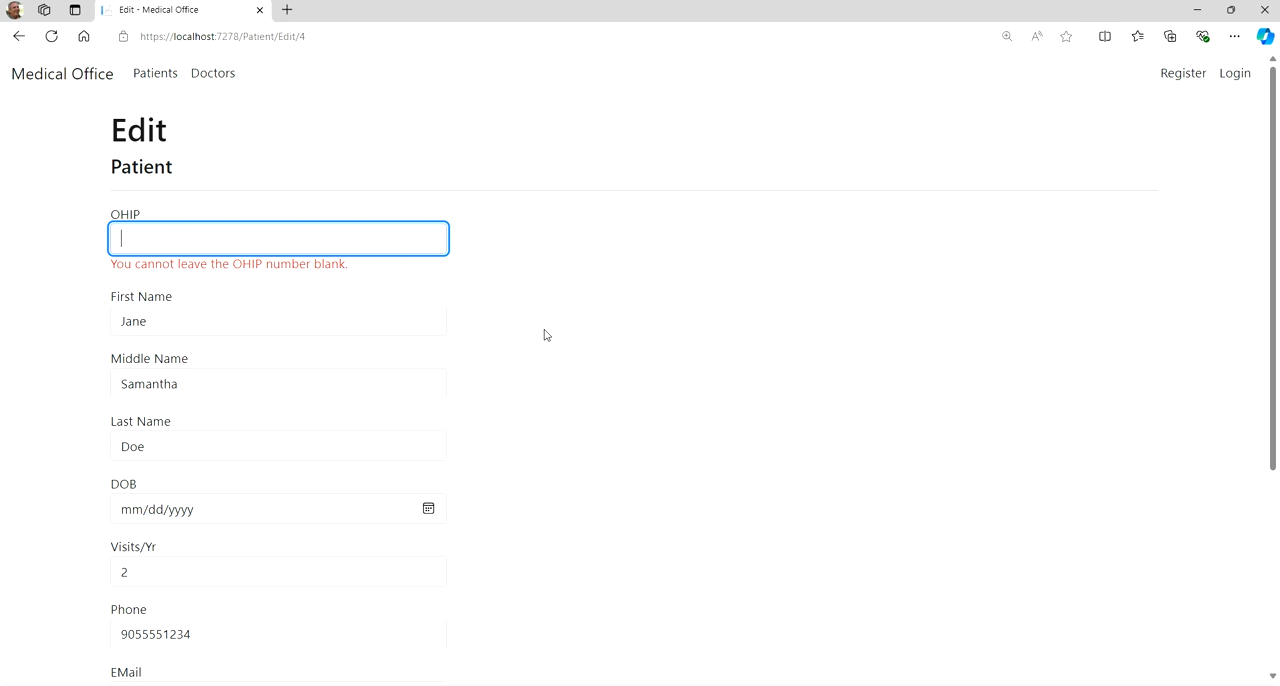 Edit - Medical Office
https://localhost:7278/Patient/Edit/4
Medical Office Patients Doctors Register Login
Edit
Patient
OHIP
You cannot leave the OHIP number blank.
First Name
Jane
Middle Name
Samantha
Last Name
Doe
DOB
mm/dd/yyyy
Visits/Yr
2
Phone
9055551234
EMail